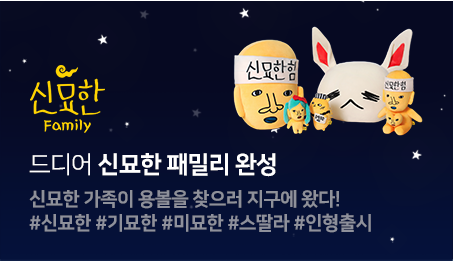 신묘한
Family
신묘한힘
신묘한힘
드디어 신묘한 패밀리 완성
신묘한 가족이 용볼을 찾으러 지구에 왔다!
#신묘한 #기묘한 #미묘한 #스딸라 #인형출시